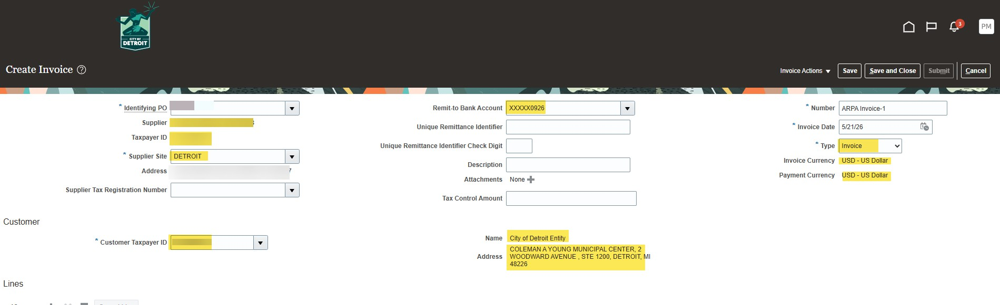 CITY OF
DETROIT
3
PM
Create Invoice ?
Invoice Actions
Save
Save and Close
Submit
Cancel
* Identifying PO
Remit-to Bank Account XXXXX0926
* Number ARPA Invoice-1
Supplier
Unique Remittance Identifier
* Invoice Date 5/21/26
Taxpayer ID
Unique Remittance Identifier Check Digit
* Type Invoice
* Supplier Site DETROIT
Description
Invoice Currency USD - US Dollar
Address
Attachments None
Payment Currency USD - US Dollar
Supplier Tax Registration Number
Tax Control Amount
Customer
* Customer Taxpayer ID
Name City of Detroit Entity
Address COLEMAN A YOUNG MUNICIPAL CENTER, 2
WOODWARD AVENUE , STE 1200, DETROIT, MI
48226
Lines